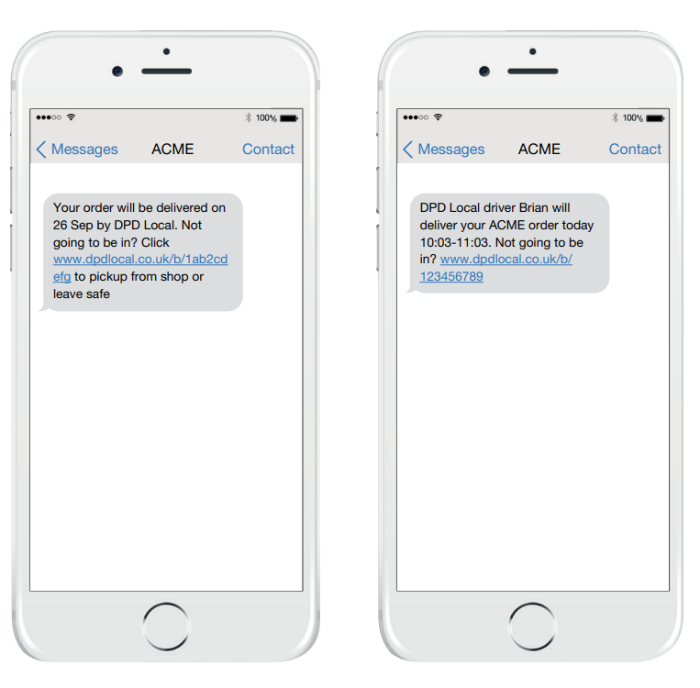 100%
Messages
ACME
Contact
Your order will be delivered on
26 Sep by DPD Local. Not
going to be in? Click
www.dpdlocal.co.uk/b/1ab2cd
efg to pickup from shop or
leave safe
100%
Messages
ACME
Contact
DPD Local driver Brian will
deliver your ACME order today
10:03-11:03. Not going to be
in? www.dpdlocal.co.uk/b/
123456789